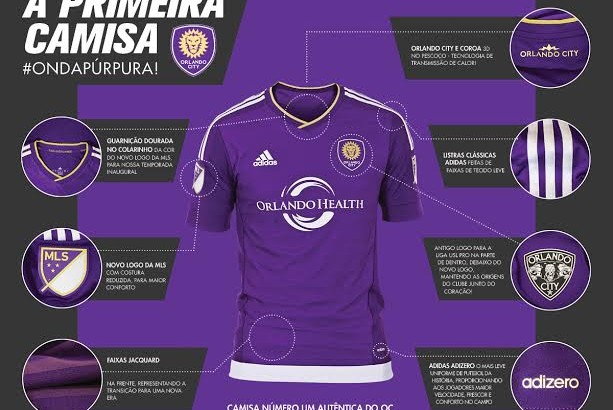 A PRIMEIRA
CAMISA
#ONDAPÚRPURA!
ORLANDO
CITY
ORLANDO CITY E COROA 3D
NO PESCOÇO - TECNOLOGIA DE
TRANSMISSÃO DE CALOR!
ORLANDO CITY
GUARNIÇÃO DOURADA
NO COLARINHO DA COR
DO NOVO LOGO DA MLS,
PARA NOSSA TEMPORADA
INAUGURAL
adidas
ORLANDO
CITY
ORLANDO HEALTH
LISTRAS CLÁSSICAS
ADIDAS FEITAS DE
FAIXAS DE TECIDO LEVE
MLS
NOVO LOGO DA MLS
COM COSTURA
REDUZIDA, PARA MAIOR
CONFORTO
ANTIGO LOGO PARA A
LIGA USL PRO NA PARTE
DE DENTRO, DEBAIXO DO
NOVO LOGO,
MANTENDO AS ORIGENS
DO CLUBE JUNTO DO
CORAÇÃO!
ORLANDO
CITY
FAIXAS JACQUARD
NA FRENTE, REPRESENTANDO A
TRANSIÇÃO PARA UMA NOVA
ERA
ADIDAS ADIZERO O MAIS LEVE
UNIFORME DE FUTEBOL DA
HISTÓRIA, PROPORCIONANDO
AOS JOGADORES MAIOR
VELOCIDADE, FRESCOR E
CONFORTO NO CAMPO
adizero
CAMISA NÚMERO UM AUTÊNTICA DO OC